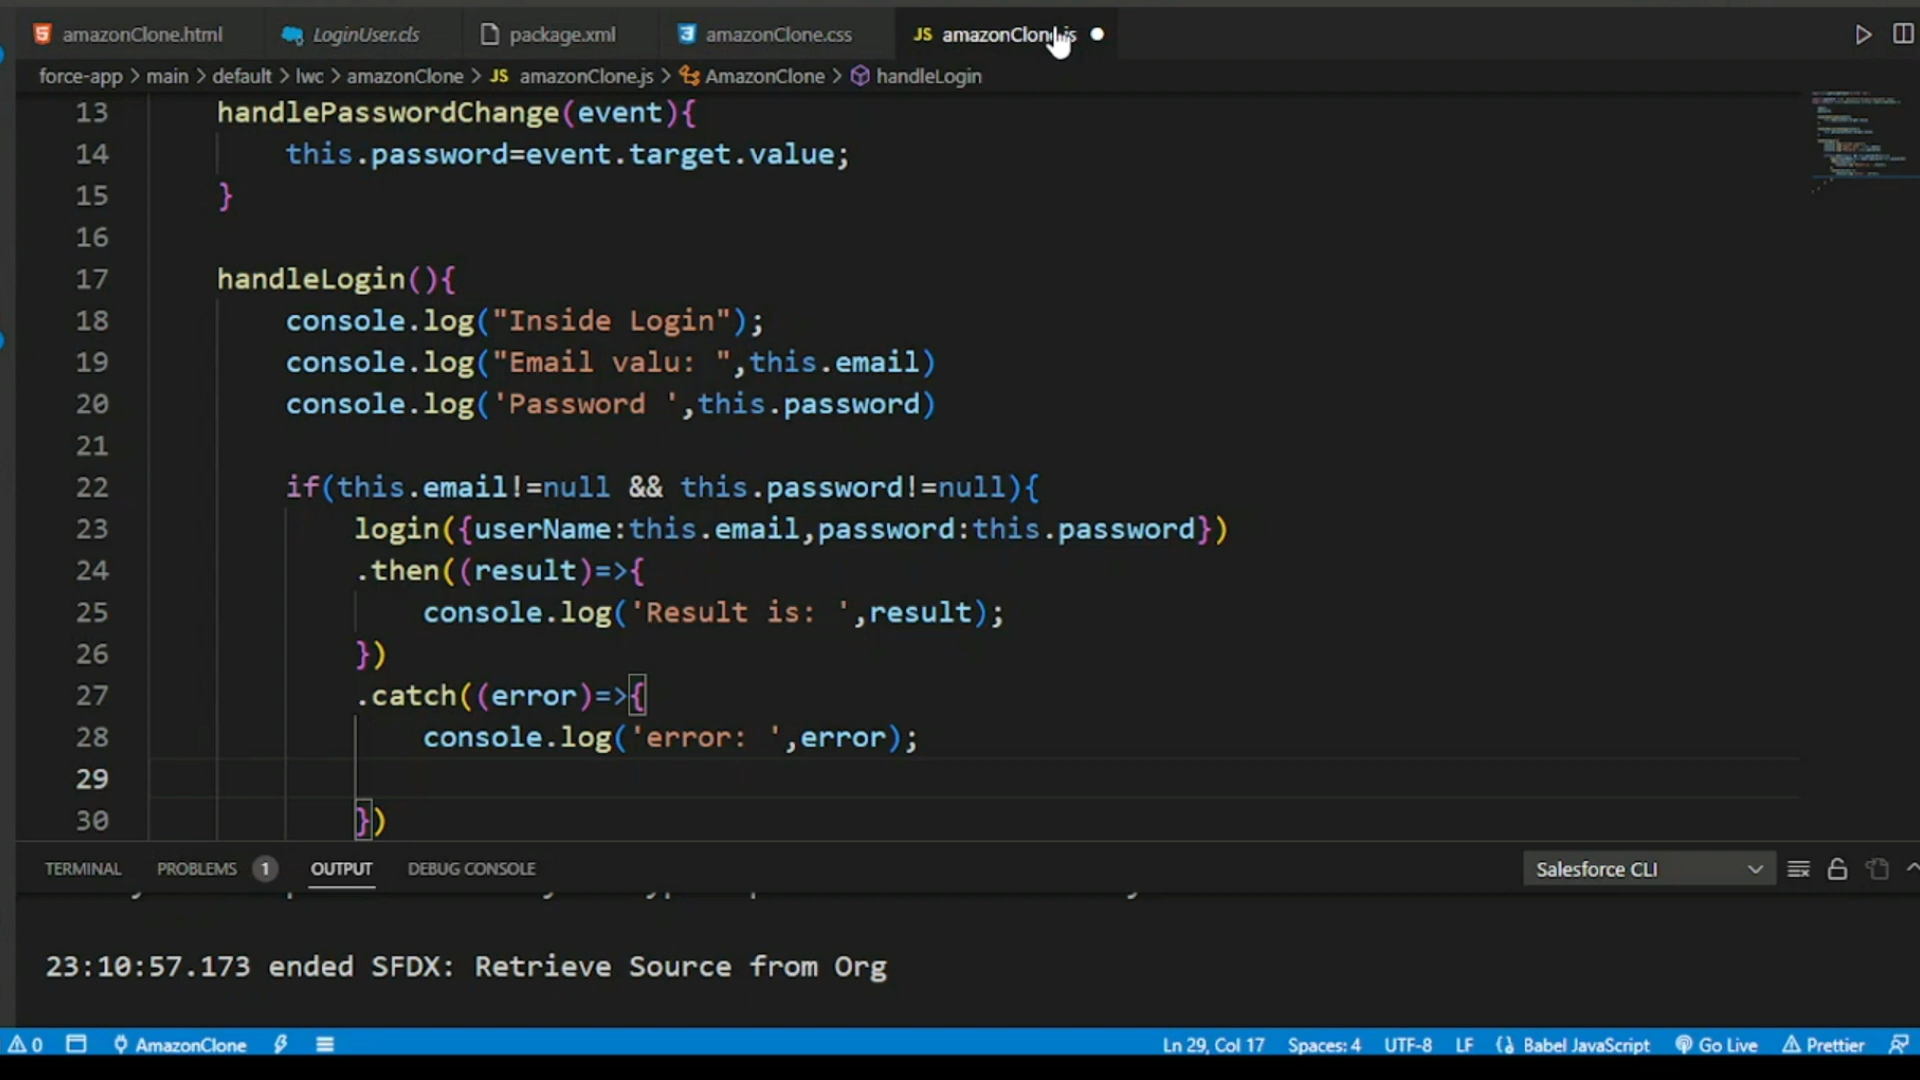 amazonClone.html LoginUser.cls package.xml amazonClone.css JS amazonClone.js
force-app > main > default > lwc > amazonClone > JS amazonClone.js > AmazonClone > handleLogin
13 handlePasswordChange(event){
14 this.password=event.target.value;
15 }
16
17 handleLogin(){
18 console.log("Inside Login");
19 console.log("Email valu: ",this.email)
20 console.log('Password ',this.password)
21
22 if(this.email!=null && this.password!=null){
23 login({userName:this.email,password:this.password})
24 .then((result)=>{
25 console.log('Result is: ',result);
26 })
27 .catch((error)=>{
28 console.log('error: ',error);
29
30 })
TERMINAL PROBLEMS 1 OUTPUT DEBUG CONSOLE Salesforce CLI
23:10:57.173 ended SFDX: Retrieve Source from Org
0 AmazonClone Ln 29, Col 17 Spaces: 4 UTF-8 LF Babel JavaScript Go Live Prettier